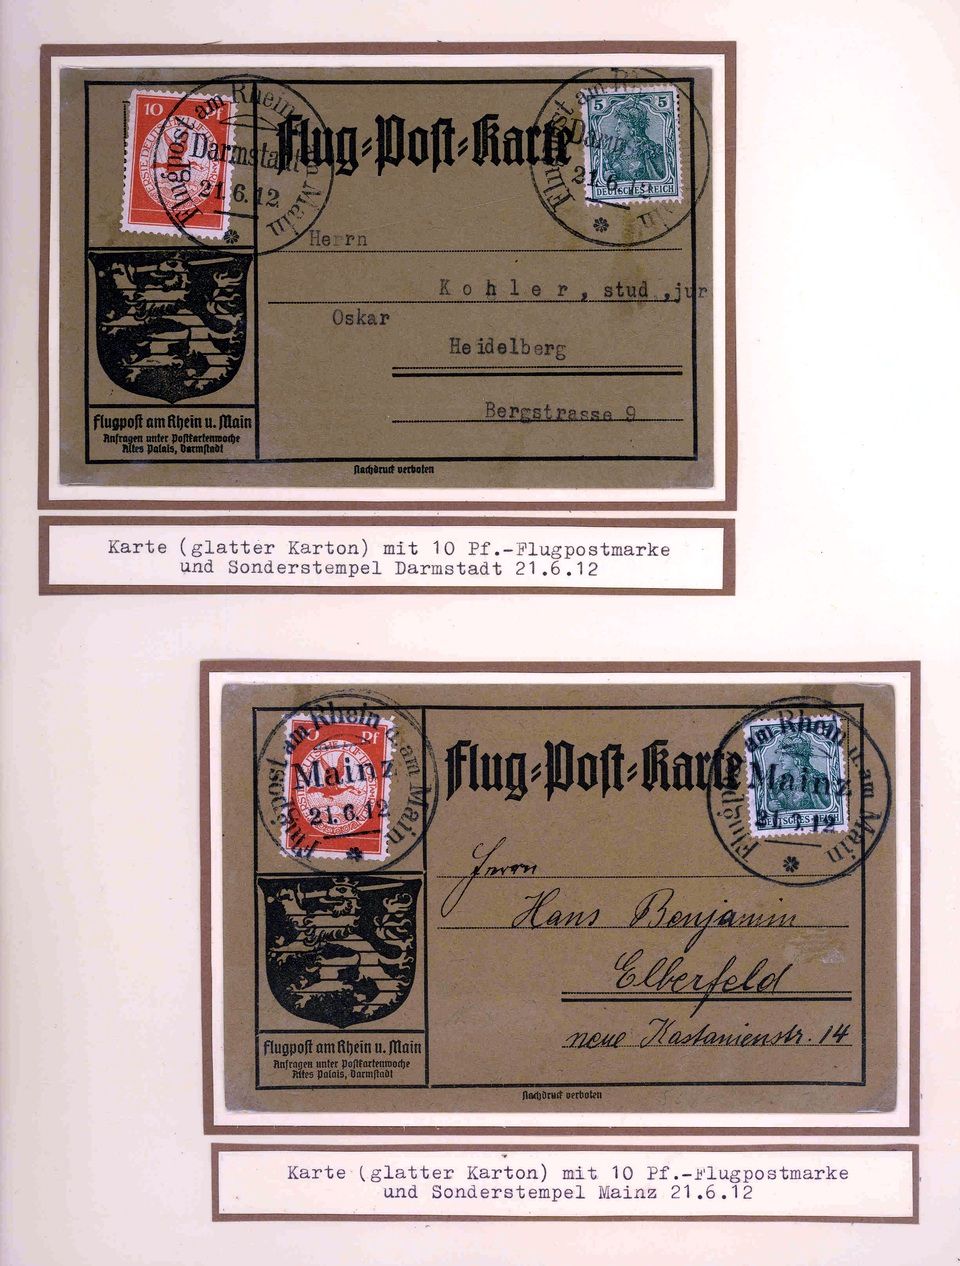 10 Pf
Flugpost am Rhein u. am Main
Darmstadt
21.6.12
Flug-Post-Karte
5 5
DEUTSCHES REICH
Flugpost am Rhein Main
Darm
21.6.12
Herrn
Kohler, stud ,jur
Oskar
Heidelberg
Bergstrasse 9
Flugpost am Rhein u. Main
Anfragen unter Postkartenwoche
Altes Palais, Darmstadt
Nachdruck verboten
Karte (glatter Karton) mit 10 Pf.-Flugpostmarke
und Sonderstempel Darmstadt 21.6.12
Pf
Flugpost am Rhein u. am Main
Mainz
21.6.12
Flug-Post-Karte
DEUTSCHES REICH
Flugpost am Rhein u. am Main
Mainz
21.6.12
Herrn
Hans Benjamin
Elberfeld
neue Kastanienstr. 14
Flugpost am Rhein u. Main
Anfragen unter Postkartenwoche
Altes Palais, Darmstadt
Nachdruck verboten
Karte (glatter Karton) mit 10 Pf.-Flugpostmarke
und Sonderstempel Mainz 21.6.12